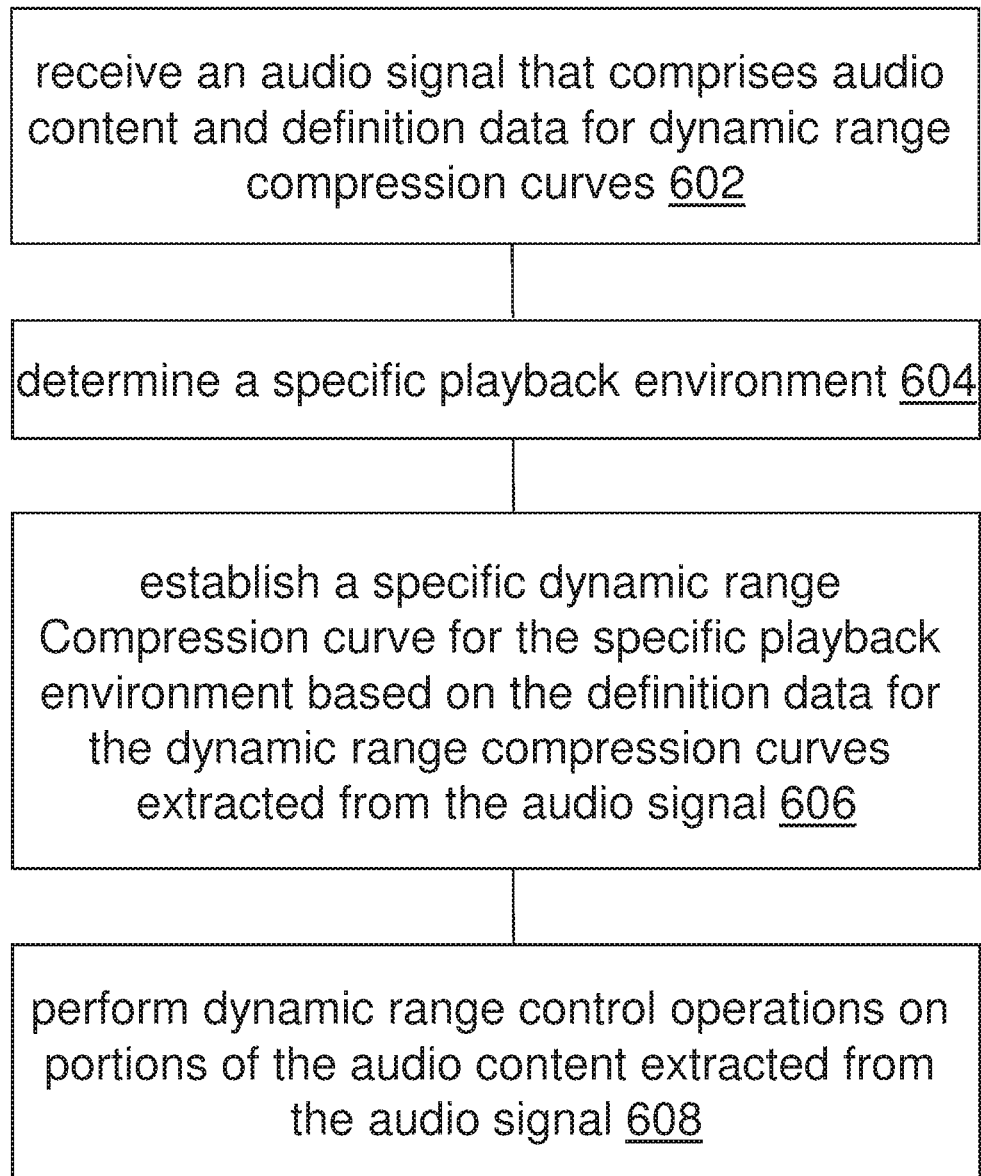 receive an audio signal that comprises audio
content and definition data for dynamic range
compression curves 602
determine a specific playback environment 604
establish a specific dynamic range
Compression curve for the specific playback
environment based on the definition data for
the dynamic range compression curves
extracted from the audio signal 606
perform dynamic range control operations on
portions of the audio content extracted from
the audio signal 608